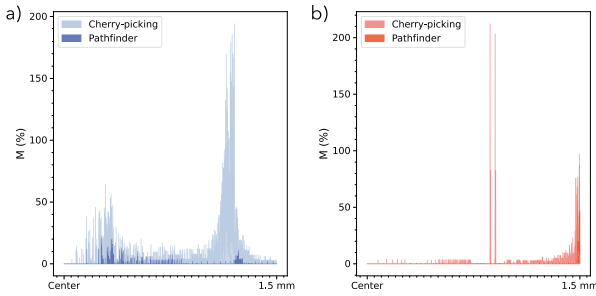 a)
M (%)
200
150
100
50
0
Cherry-picking
Pathfinder
Center
1.5 mm
b)
M (%)
200
150
100
50
0
Cherry-picking
Pathfinder
Center
1.5 mm